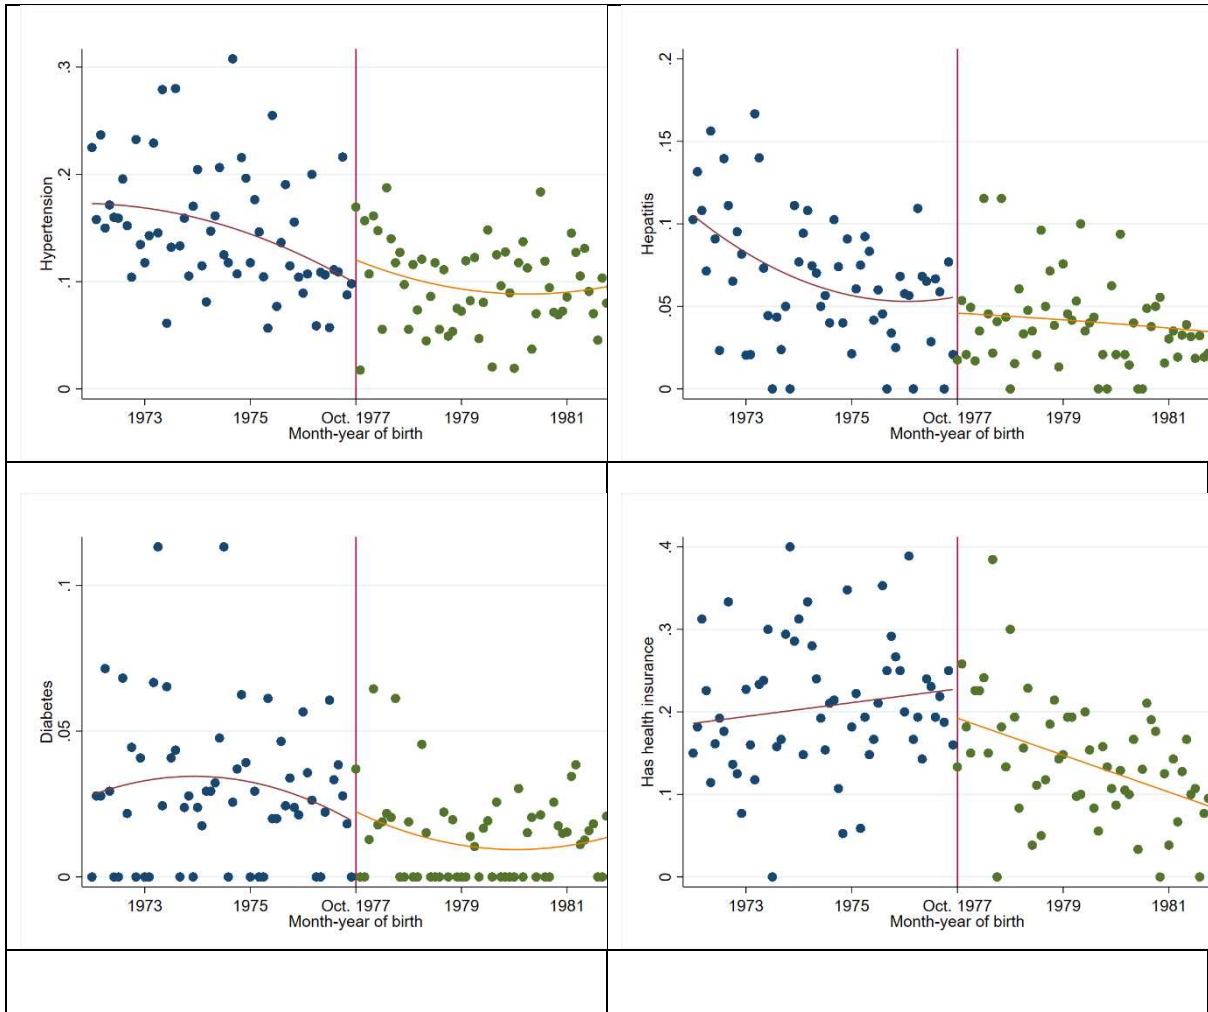 Hypertension
.3
.2
.1
0
1973 1975 Oct. 1977 1979 1981
Month-year of birth
Hepatitis
.2
.15
.1
.05
0
1973 1975 Oct. 1977 1979 1981
Month-year of birth
Diabetes
.1
.05
0
1973 1975 Oct. 1977 1979 1981
Month-year of birth
Has health insurance
.4
.3
.2
.1
0
1973 1975 Oct. 1977 1979 1981
Month-year of birth